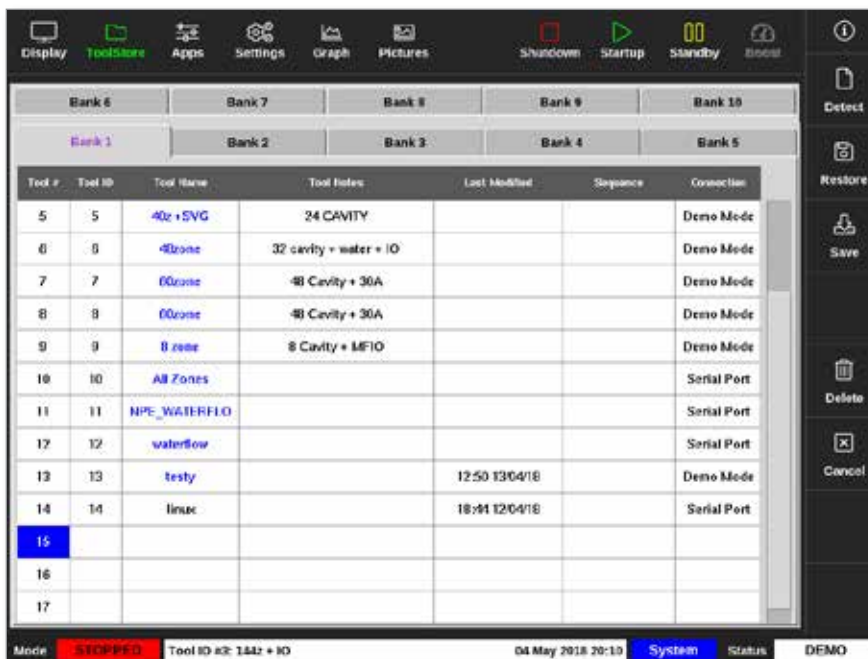 Display ToolStore Apps Settings Graph Pictures Shutdown Startup Standby Boost
Detect
Restore
Save
Delete
Cancel
Bank 6 Bank 7 Bank 8 Bank 9 Bank 10
Bank 1 Bank 2 Bank 3 Bank 4 Bank 5
Tool # Tool ID Tool Name Tool Notes Last Modified Sequence Connection
5 5 40z +SVG 24 CAVITY Demo Mode
6 6 40zone 32 cavity + water + IO Demo Mode
7 7 48 Cavity + 30A Demo Mode
8 8 48 Cavity + 30A Demo Mode
9 9 8 zone 8 Cavity + MFIO Demo Mode
10 10 All Zones Serial Port
11 11 NPE_WATERFLO Serial Port
12 12 waterflow Serial Port
13 13 testy 12:50 13/04/18 Demo Mode
14 14 linux 18:44 12/04/18 Serial Port
15
16
17
Mode STOPPED Tool ID #3: 144z + IO 04 May 2018 20:10 System Status DEMO